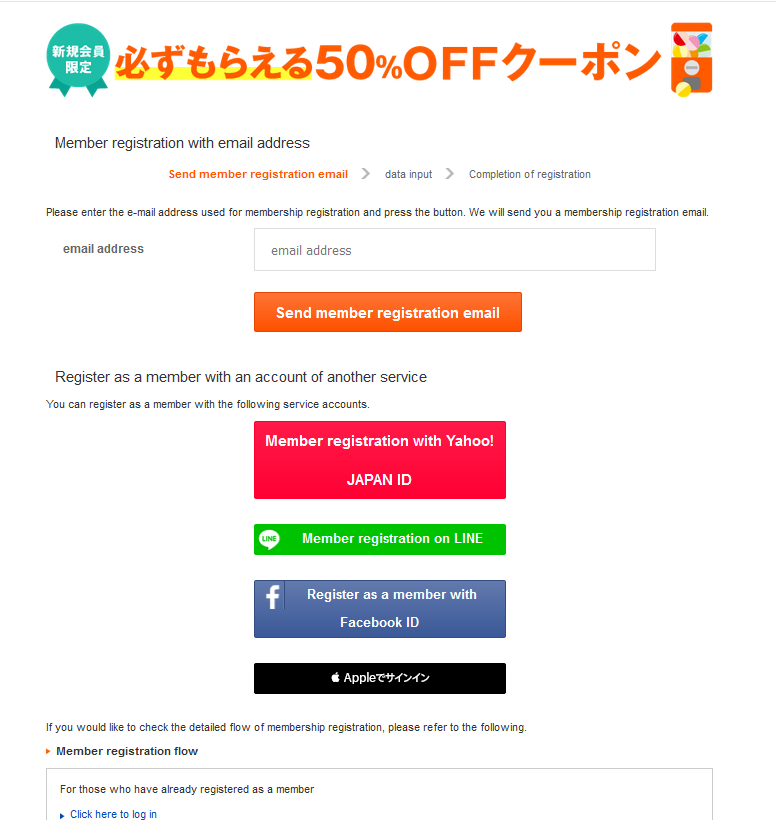 新規会員
限定
必ずもらえる50%OFFクーポン
Member registration with email address
Send member registration email data input Completion of registration
Please enter the e-mail address used for membership registration and press the button. We will send you a membership registration email.
email address email address
Send member registration email
Register as a member with an account of another service
You can register as a member with the following service accounts.
Member registration with Yahoo!
JAPAN ID
LINE Member registration on LINE
f Register as a member with
Facebook ID
Appleでサインイン
If you would like to check the detailed flow of membership registration, please refer to the following.
Member registration flow
For those who have already registered as a member
Click here to log in